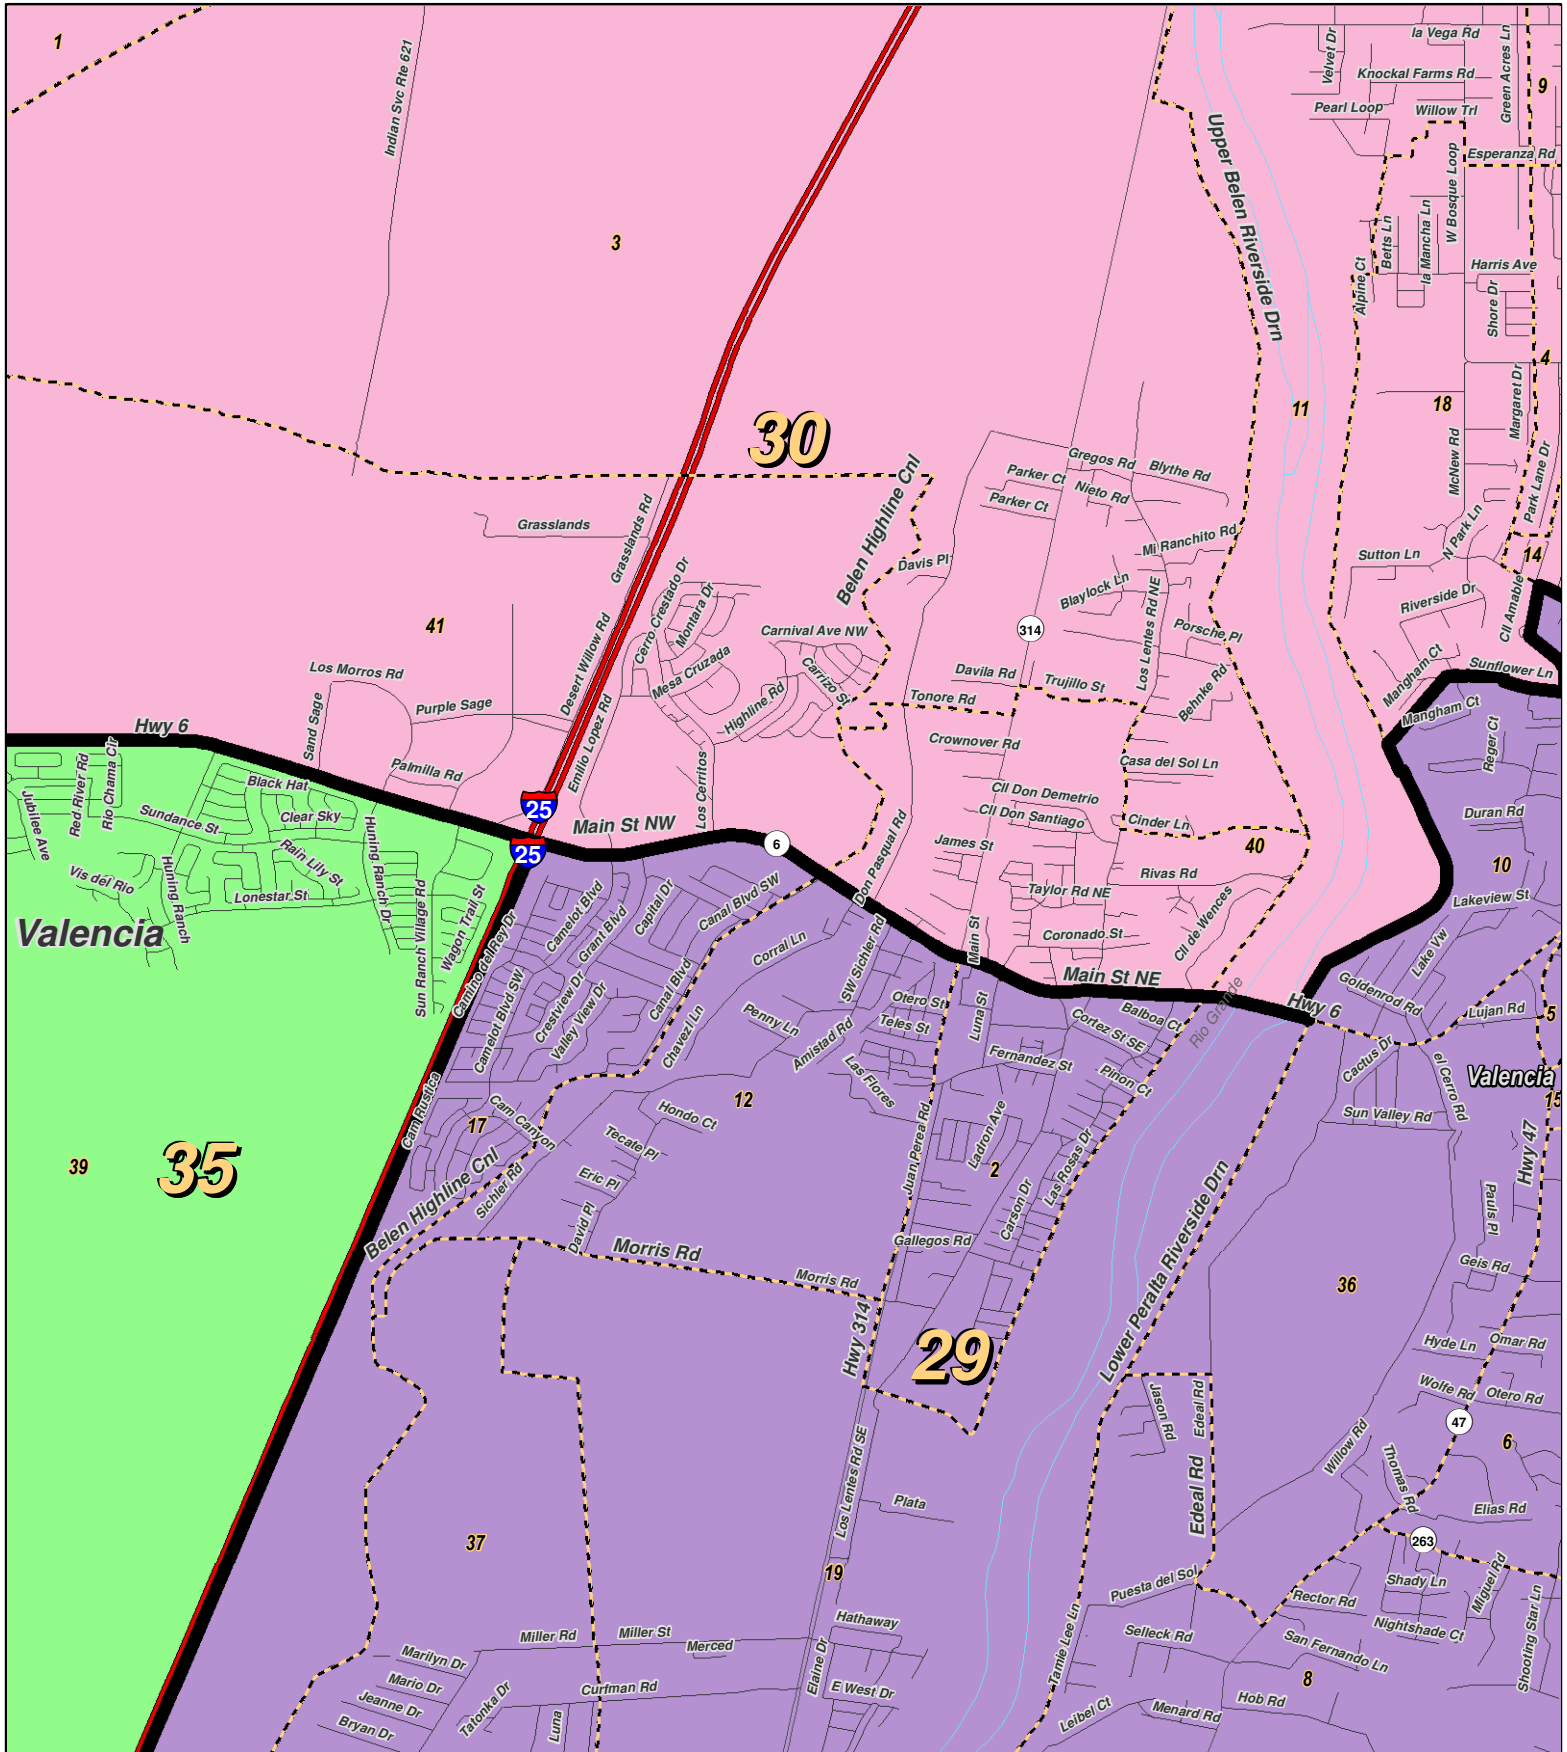 1
Indian Svc Rte 621
3
30
Upper Belen Riverside Drn
Velvet Dr
la Vega Rd
Knockal Farms Rd
Green Acres Ln
9
Pearl Loop
Willow Trl
Esperanza Rd
W Bosque Loop
Betts Ln
la Mancha Ln
Harris Ave
Alpine Ct
Shore Dr
4
11
18
Margaret Dr
McNew Rd
Park Lane Dr
N Park Ln
14
Sutton Ln
Riverside Dr
Cll Amable
Sunflower Ln
Mangham Ct
Mangham Ct
Reger Ct
Duran Rd
10
Lakeview St
Lake Vw
Goldenrod Rd
Lujan Rd
5
Gregos Rd
Blythe Rd
Parker Ct
Nieto Rd
Parker Ct
Mi Ranchito Rd
Belen Highline Cnl
Davis Pl
Blaylock Ln
Los Lentes Rd NE
314
Porsche Pl
Davila Rd
Trujillo St
Behnke Rd
Tonore Rd
Crownover Rd
Casa del Sol Ln
Cll Don Demetrio
Cll Don Santiago
Cinder Ln
40
James St
Rivas Rd
Taylor Rd NE
Cll de Wences
Coronado St
Main St
Main St NE
Don Pasqual Rd
Grasslands
Grasslands Rd
41
Desert Willow Rd
Cerro Crestado Dr
Montara Dr
Carnival Ave NW
Carrizo St
Mesa Cruzada
Highline Rd
Los Morros Rd
Purple Sage
Sand Sage
Palmilla Rd
Emilio Lopez Rd
Los Cerritos
Hwy 6
25
25
Main St NW
6
Red River Rd
Rio Chama Cir
Jubilee Ave
Black Hat
Sundance St
Clear Sky
Rain Lily St
Huning Ranch Dr
Vis del Rio
Huning Ranch
Lonestar St
Sun Ranch Village Rd
Wagon Trail St
Valencia
39
35
Camino del Rey Dr
Camelot Blvd
Grant Blvd
Capital Dr
Canal Blvd SW
Camelot Blvd SW
Crestview Dr
Valley View Dr
Canal Blvd
Corral Ln
SW Sichler Rd
Chavez Ln
Penny Ln
Amistad Rd
Otero St
Teles St
Luna St
Las Flores
Fernandez St
Cortez St SE
Balboa Ct
Rio Grande
Hwy 6
Pinon Ct
Cactus Dr
el Cerro Rd
Valencia
15
Sun Valley Rd
Hwy 47
Cam Rustica
17
Cam Canyon
12
Hondo Ct
Tecate Pl
Eric Pl
David Pl
Sichler Rd
Belen Highline Cnl
Juan Perea Rd
Ladron Ave
2
Las Rosas Dr
Carson Dr
Gallegos Rd
Morris Rd
Morris Rd
Hwy 314
29
Lower Peralta Riverside Drn
36
Pauls Pl
Geis Rd
Hyde Ln
Omar Rd
Wolfe Rd
Otero Rd
47
6
Jason Rd
Edeal Rd
Edeal Rd
Willow Rd
Thomas Rd
Elias Rd
263
Los Lentes Rd SE
Plata
37
19
Puesta del Sol
Rector Rd
Shady Ln
Miguel Rd
Nightshade Ct
Shooting Star Ln
Hathaway
Tamie Lee Ln
Selleck Rd
San Fernando Ln
8
Miller Rd
Miller St
Merced
Marilyn Dr
Mario Dr
Jeanne Dr
Bryan Dr
Tatonka Dr
Curfman Rd
Luna
Elaine Dr
E West Dr
Leibel Ct
Menard Rd
Hob Rd